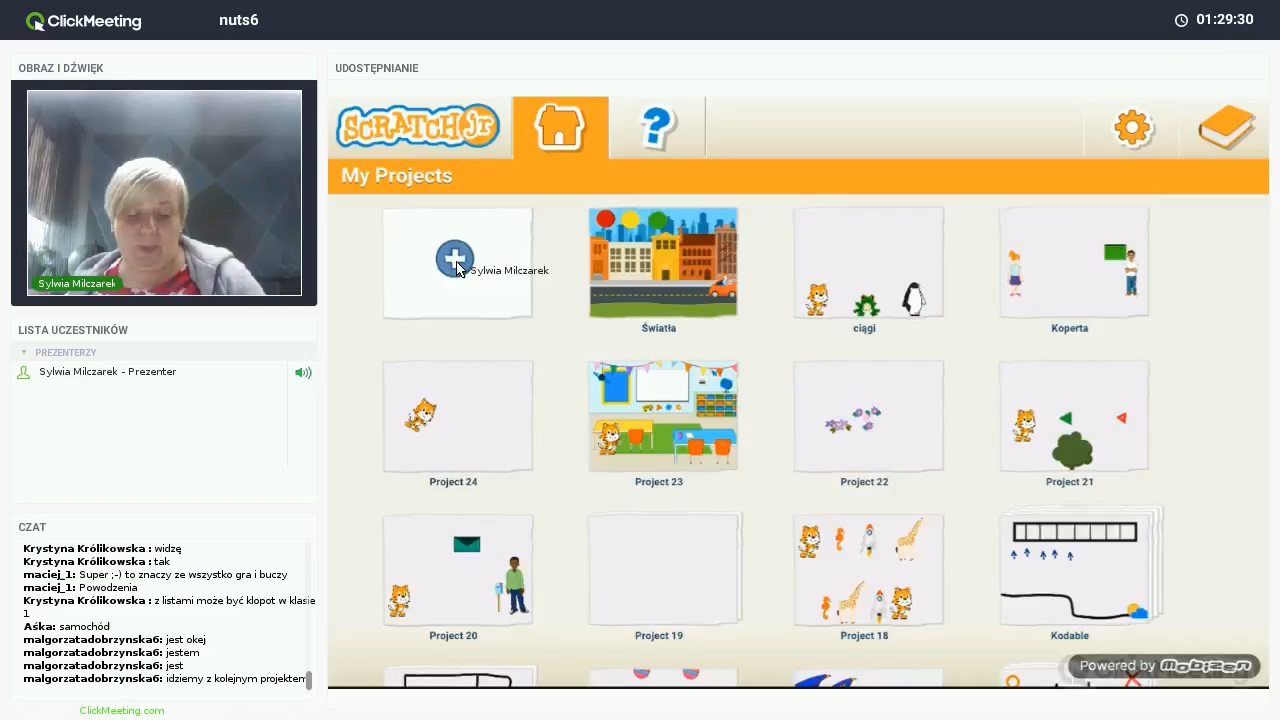 ClickMeeting
nuts6
01:29:30
OBRAZ I DŹWIĘK
Sylwia Milczarek
LISTA UCZESTNIKÓW
PREZENTERZY
Sylwia Milczarek - Prezenter
CZAT
Krystyna Królikowska : widzę
Krystyna Królikowska : tak
maciej_1: Super ;-) to znaczy ze wszystko gra i buczy
maciej_1: Powodzenia
Krystyna Królikowska : z listami może być klopot w klasie
1
Aśka: samochód
malgorzatadobrzynska6: jest okej
malgorzatadobrzynska6: jestem
malgorzatadobrzynska6: jest
malgorzatadobrzynska6: idziemy z kolejnym projektem
ClickMeeting.com
UDOSTĘPNIANIE
SCRATCH Jr
?
My Projects
Sylwia Milczarek
Światła
ciągi
Koperta
Project 24
Project 23
Project 22
Project 21
Project 20
Project 19
Project 18
Kodable
Powered by Mobizen